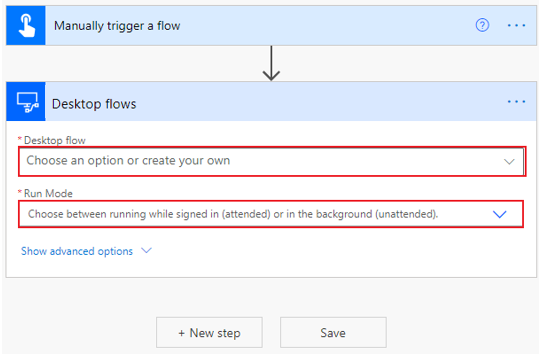 Manually trigger a flow
Desktop flows
*Desktop flow
Choose an option or create your own
*Run Mode
Choose between running while signed in (attended) or in the background (unattended).
Show advanced options
+ New step
Save